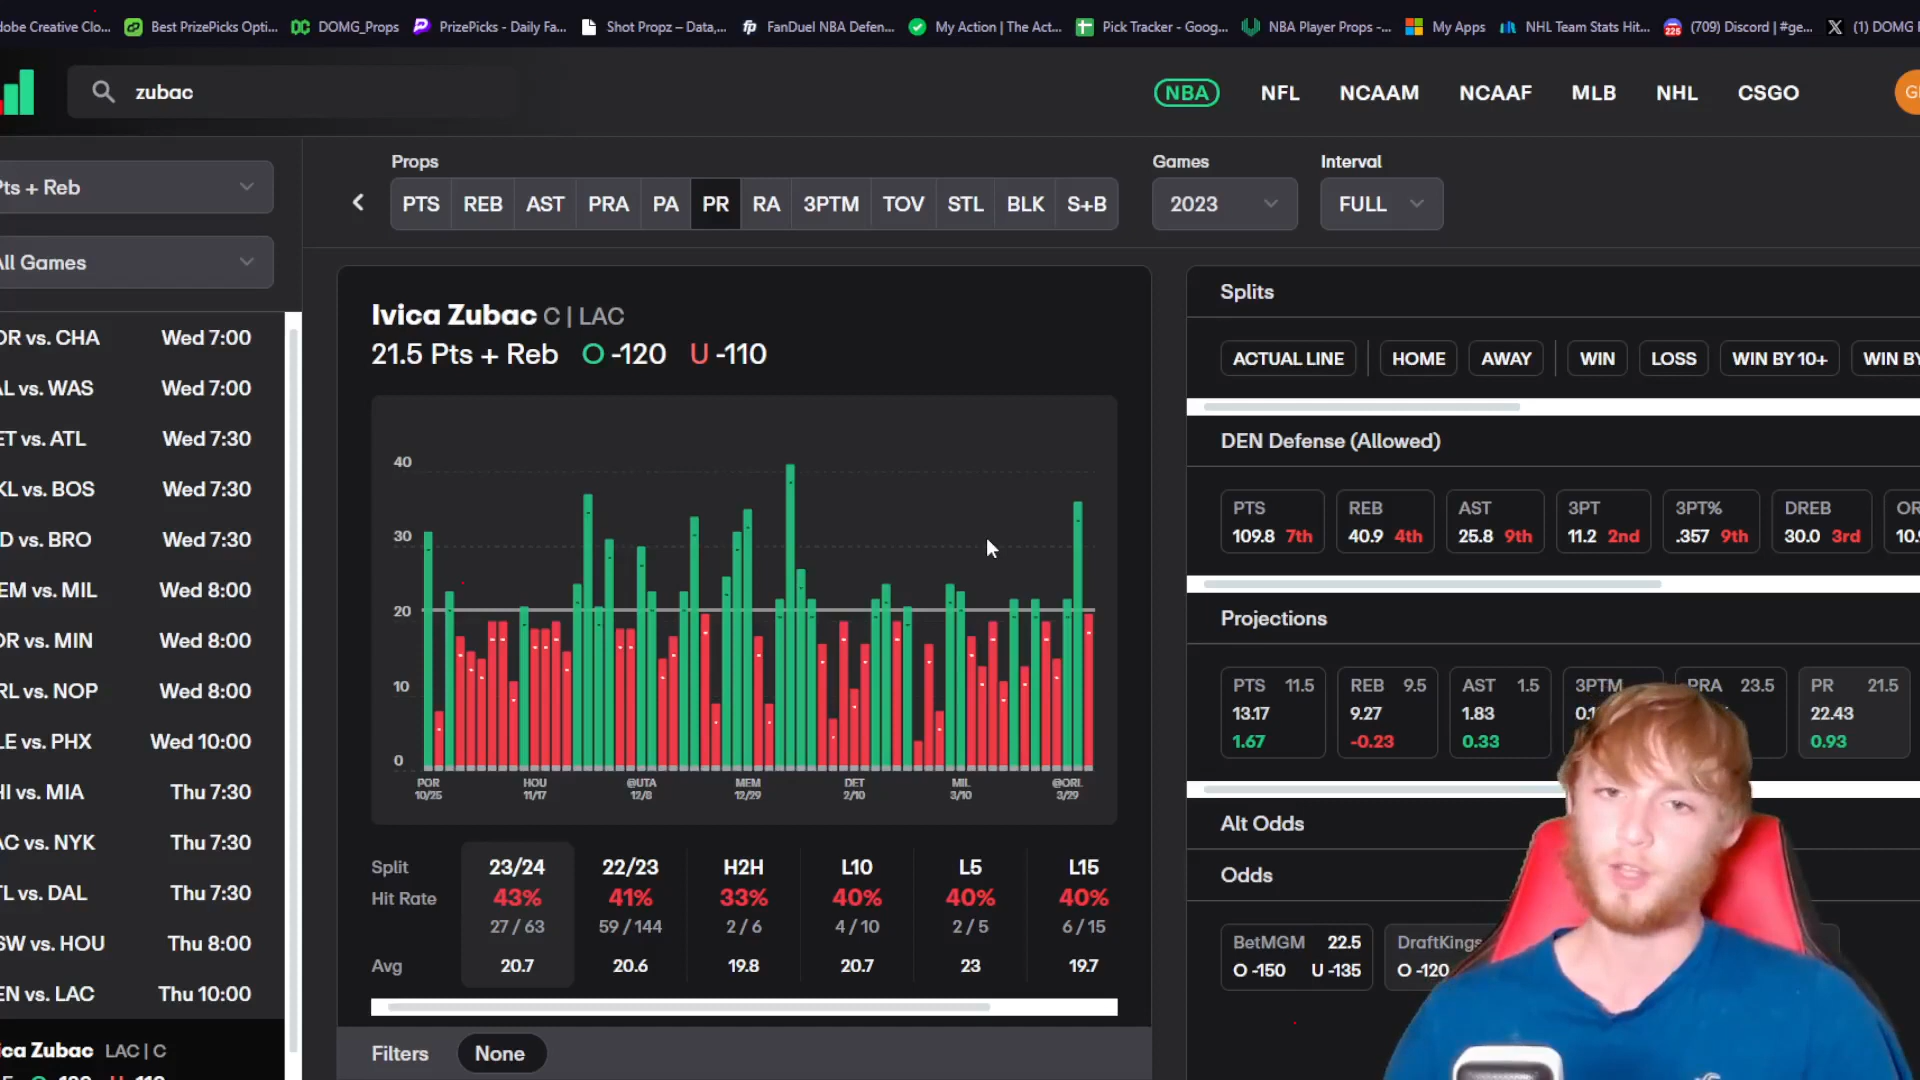 dobe Creative Clo... Best PrizePicks Opti... DOMG_Props PrizePicks - Daily Fa... Shot Propz – Data,... FanDuel NBA Defen... My Action | The Act... Pick Tracker - Goog... NBA Player Props -... My Apps NHL Team Stats Hit... (709) Discord | #ge... (1) DOMG
zubac
NBA NFL NCAAM NCAAF MLB NHL CSGO
Pts + Reb
All Games
Props Games Interval
PTS REB AST PRA PA PR RA 3PTM TOV STL BLK S+B 2023 FULL
OR vs. CHA Wed 7:00
AL vs. WAS Wed 7:00
ET vs. ATL Wed 7:30
KL vs. BOS Wed 7:30
D vs. BRO Wed 7:30
EM vs. MIL Wed 8:00
OR vs. MIN Wed 8:00
RL vs. NOP Wed 8:00
LE vs. PHX Wed 10:00
HI vs. MIA Thu 7:30
AC vs. NYK Thu 7:30
TL vs. DAL Thu 7:30
SW vs. HOU Thu 8:00
EN vs. LAC Thu 10:00
ica Zubac LAC | C
Ivica Zubac C | LAC
21.5 Pts + Reb O -120 U -110
40
30
20
10
0
POR HOU @UTA MEM DET MIL @ORL
10/25 11/17 12/8 12/29 2/10 3/10 3/29
Split 23/24 22/23 H2H L10 L5 L15
Hit Rate 43% 41% 33% 40% 40% 40%
27 / 63 59 / 144 2 / 6 4 / 10 2 / 5 6 / 15
Avg 20.7 20.6 19.8 20.7 23 19.7
Filters None
Splits
ACTUAL LINE HOME AWAY WIN LOSS WIN BY 10+ WIN BY
DEN Defense (Allowed)
PTS REB AST 3PT 3PT% DREB OR
109.8 7th 40.9 4th 25.8 9th 11.2 2nd .357 9th 30.0 3rd 10.9
Projections
PTS 11.5 REB 9.5 AST 1.5 3PTM PRA 23.5 PR 21.5
13.17 9.27 1.83 0.1 22.43
1.67 -0.23 0.33 0.93
Alt Odds
Odds
BetMGM 22.5 DraftKings
O -150 U -135 O -120